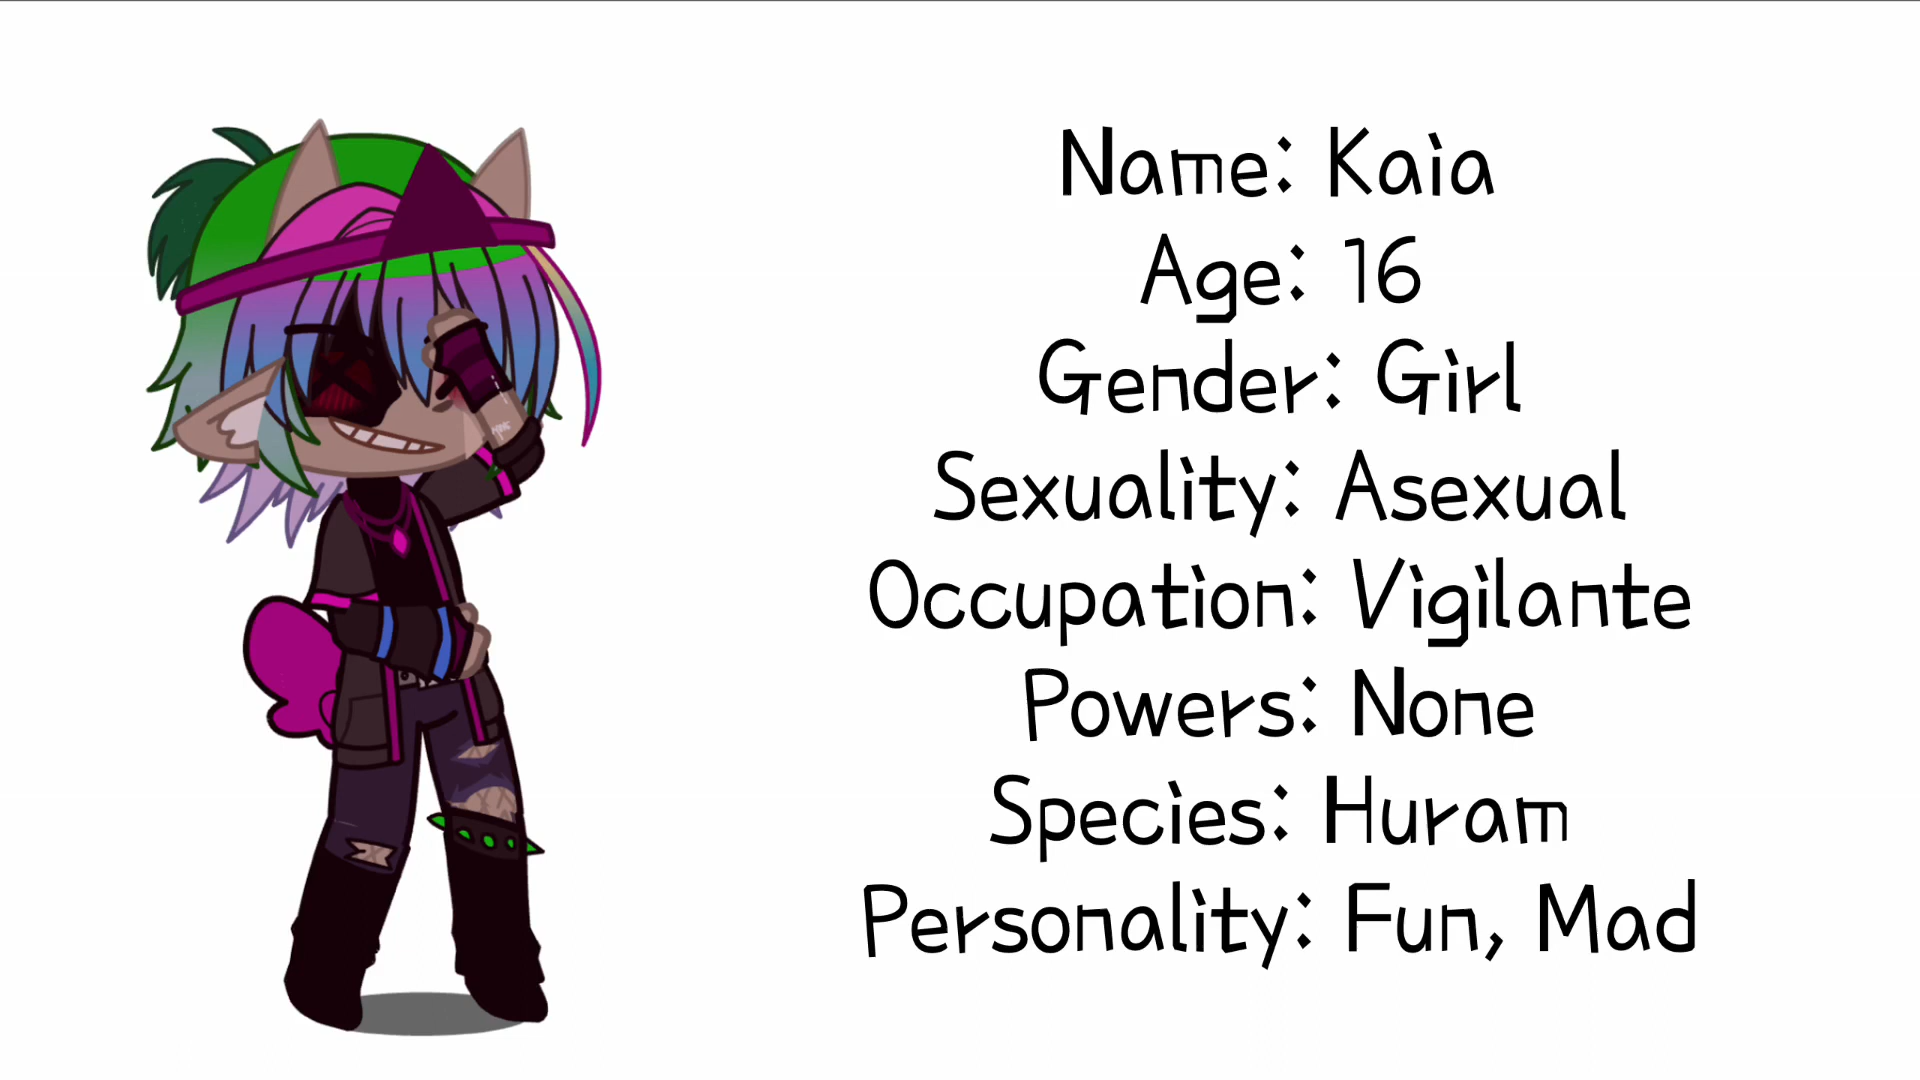 Name: Kaia
Age: 16
Gender: Girl
Sexuality: Asexual
Occupation: Vigilante
Powers: None
Species: Huram
Personality: Fun, Mad